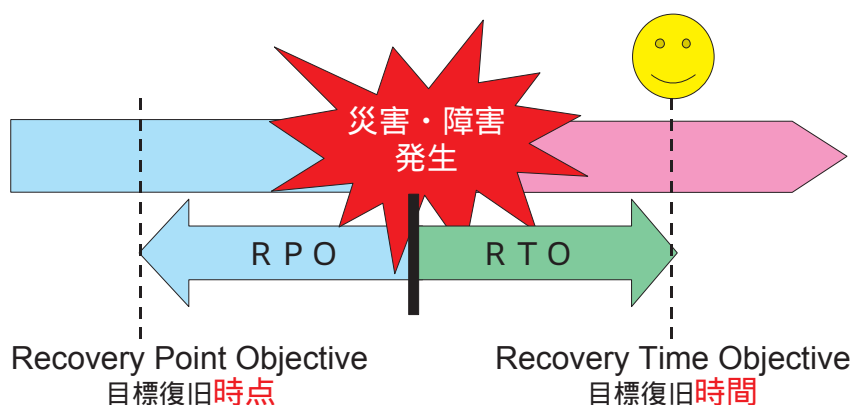 災害・障害
発生
RPO
RTO
Recovery Point Objective
目標復旧時点
Recovery Time Objective
目標復旧時間